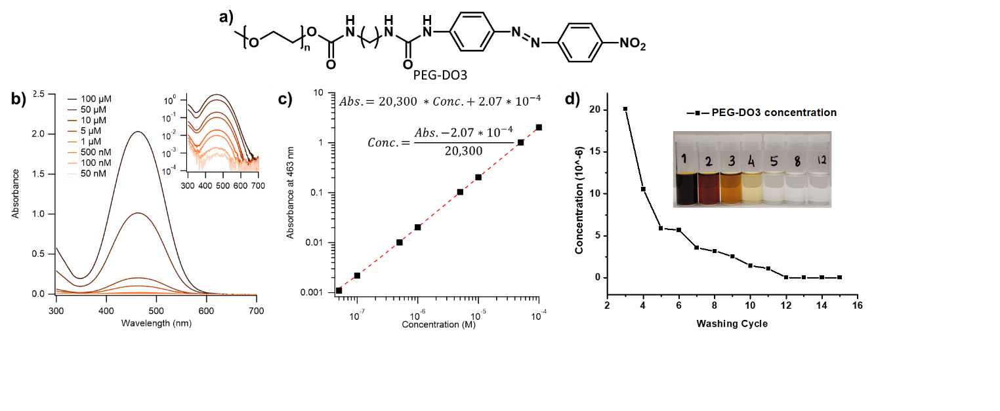 a)
H
H
H
O
O
n
N
( )
N
N
O
O
N
N
NO2
PEG-DO3
b)
2.5
2.0
1.5
1.0
0.5
0.0
Absorbance
300
400
500
600
700
Wavelength (nm)
100 µM
50 µM
10 µM
5 µM
1 µM
500 nM
100 nM
50 nM
10^0
10^-1
10^-2
10^-3
10^-4
300 400 500 600 700
c)
10
1
0.1
0.01
0.001
Absorbance at 463 nm
Abs. = 20,300 * Conc. + 2.07 * 10^-4
Conc. = (Abs. − 2.07 * 10^-4) / 20,300
10^-7
10^-6
10^-5
10^-4
Concentration (M)
d)
20
15
10
5
0
Concentration (10^-6)
PEG-DO3 concentration
1 2 3 4 5 8 12
2 4 6 8 10 12 14 16
Washing Cycle